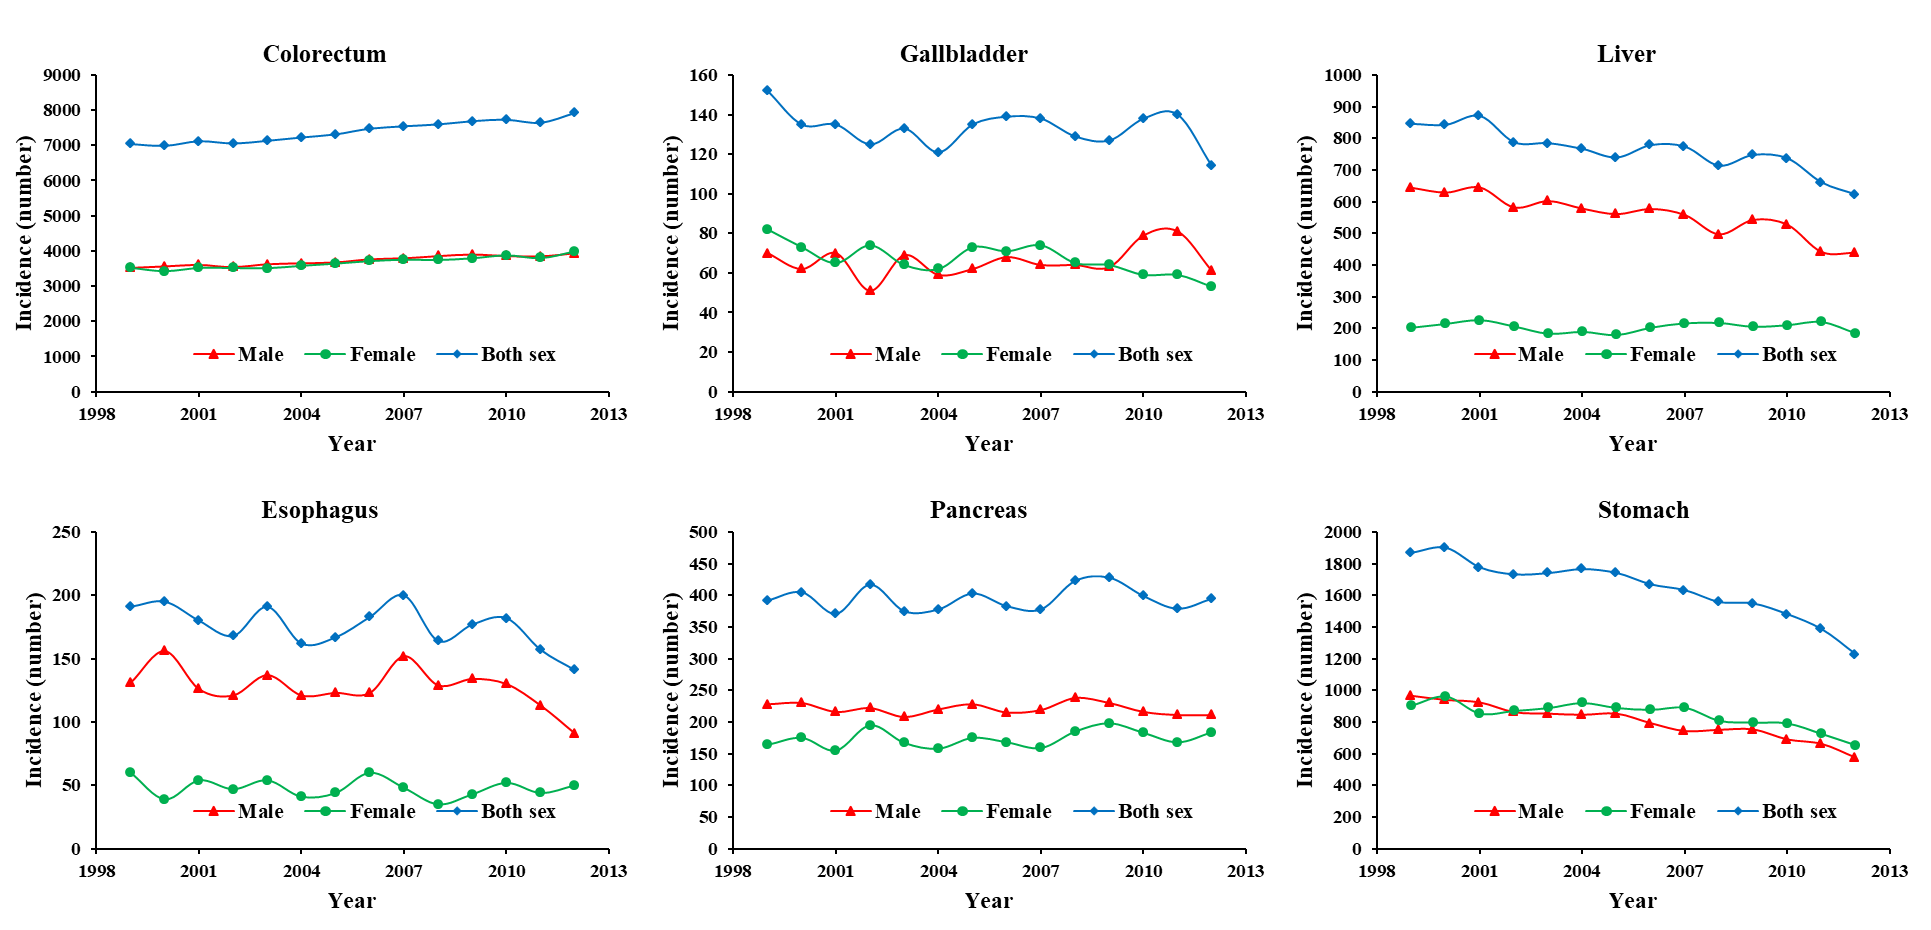 Colorectum
Incidence (number)
9000
8000
7000
6000
5000
4000
3000
2000
1000
0
Male Female Both sex
1998 2001 2004 2007 2010 2013
Year
Gallbladder
Incidence (number)
160
140
120
100
80
60
40
20
0
Male Female Both sex
1998 2001 2004 2007 2010 2013
Year
Liver
Incidence (number)
1000
900
800
700
600
500
400
300
200
100
0
Male Female Both sex
1998 2001 2004 2007 2010 2013
Year
Esophagus
Incidence (number)
250
200
150
100
50
0
Male Female Both sex
1998 2001 2004 2007 2010 2013
Year
Pancreas
Incidence (number)
500
450
400
350
300
250
200
150
100
50
0
Male Female Both sex
1998 2001 2004 2007 2010 2013
Year
Stomach
Incidence (number)
2000
1800
1600
1400
1200
1000
800
600
400
200
0
Male Female Both sex
1998 2001 2004 2007 2010 2013
Year